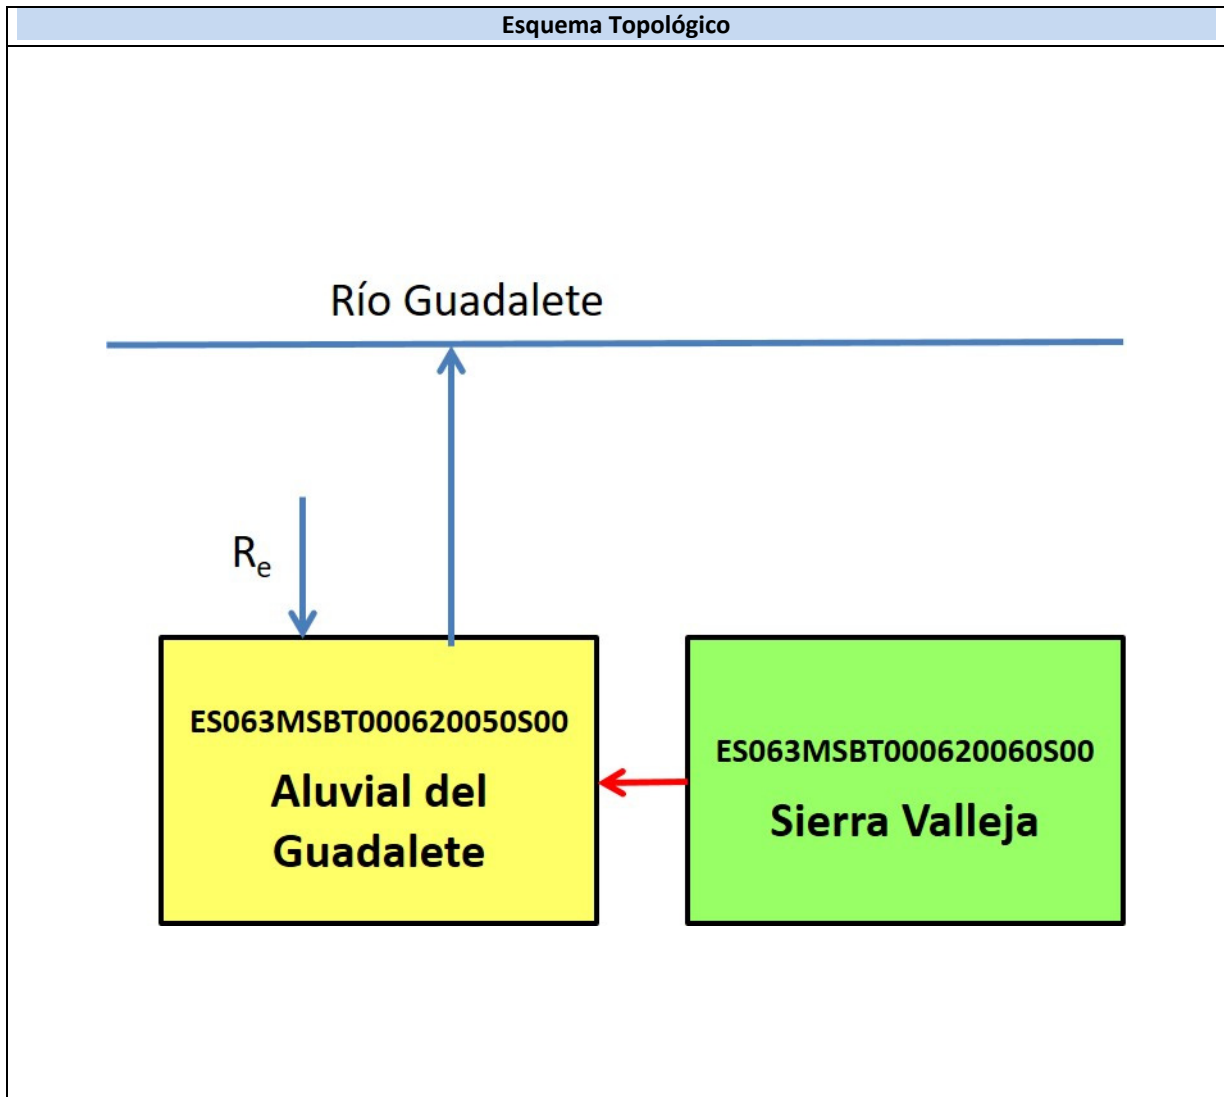 Esquema Topológico
Río Guadalete
Re
ES063MSBT000620050S00
Aluvial del
Guadalete
ES063MSBT000620060S00
Sierra Valleja